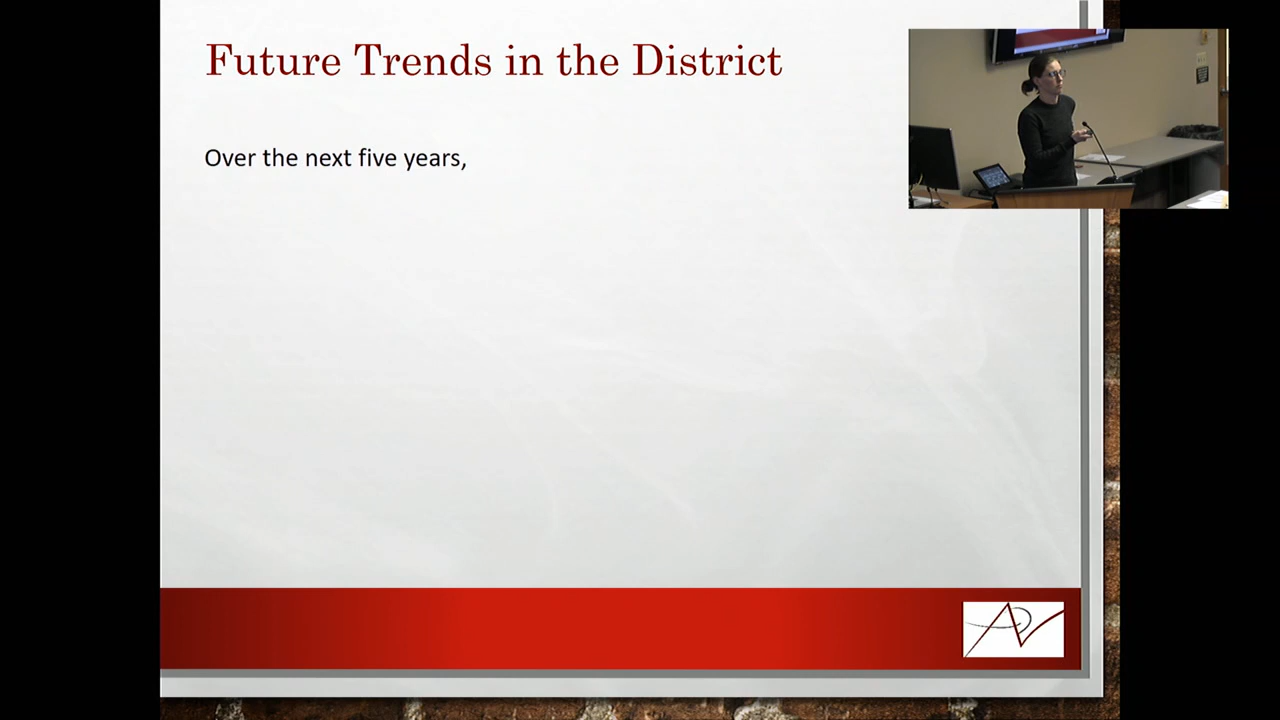 Future Trends in the District
Over the next five years,